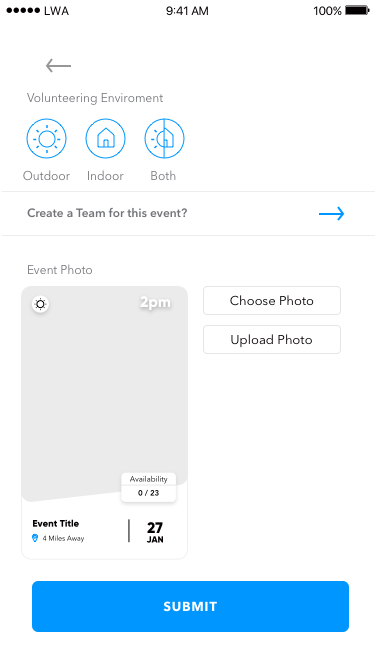 LWA 9:41 AM 100%
Volunteering Enviroment
Outdoor Indoor Both
Create a Team for this event?
Event Photo
2pm
Choose Photo
Upload Photo
Availability
0 / 23
Event Title
4 Miles Away
27
JAN
SUBMIT